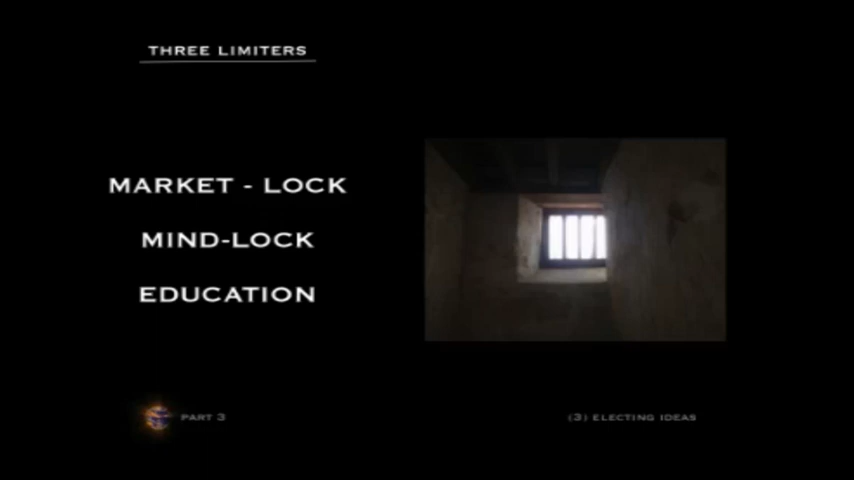 THREE LIMITERS
MARKET - LOCK
MIND-LOCK
EDUCATION
PART 3
(3) ELECTING IDEAS